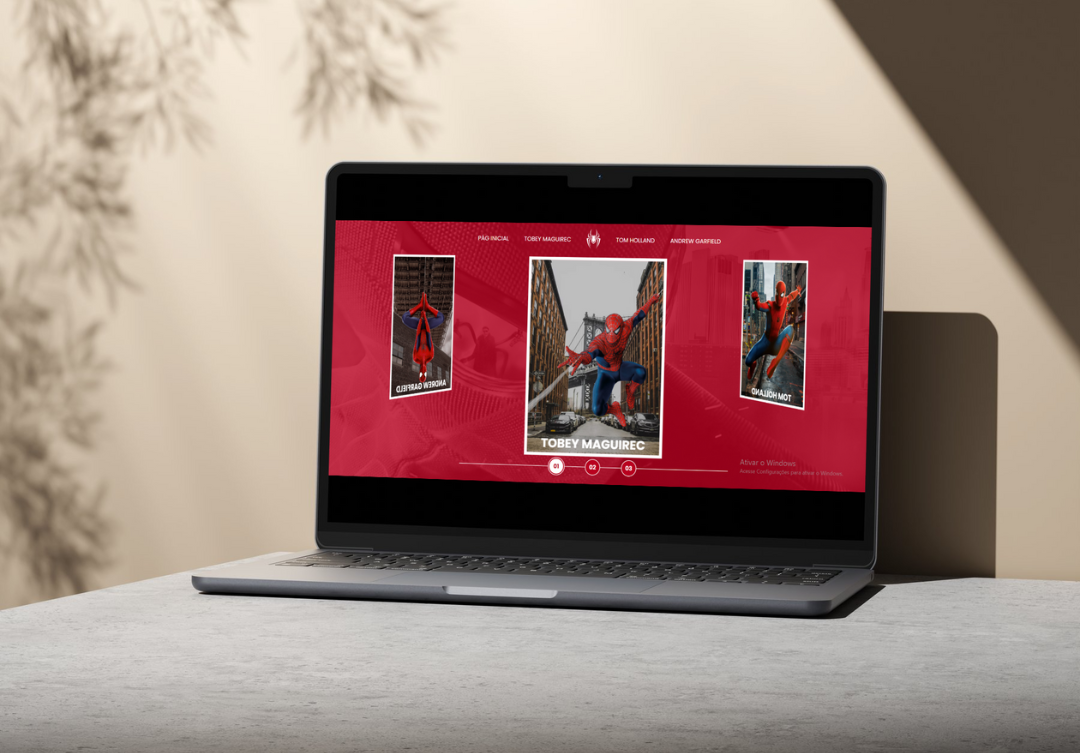 PÁG INICIAL
TOBEY MAGUIREC
TOM HOLLAND
ANDREW GARFIELD
ANDREW GARFIELD
TOBEY MAGUIREC
TOM HOLLAND
01
02
03
Ativar o Windows
Acesse Configurações para ativar o Windows.